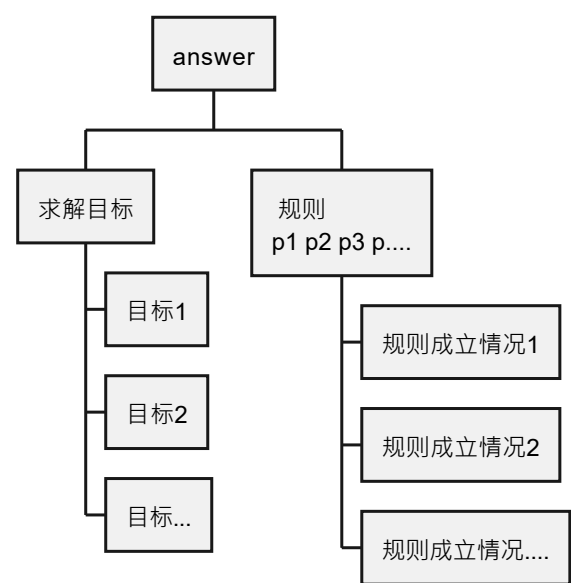 answer
求解目标
规则
p1 p2 p3 p....
目标1
目标2
目标...
规则成立情况1
规则成立情况2
规则成立情况....